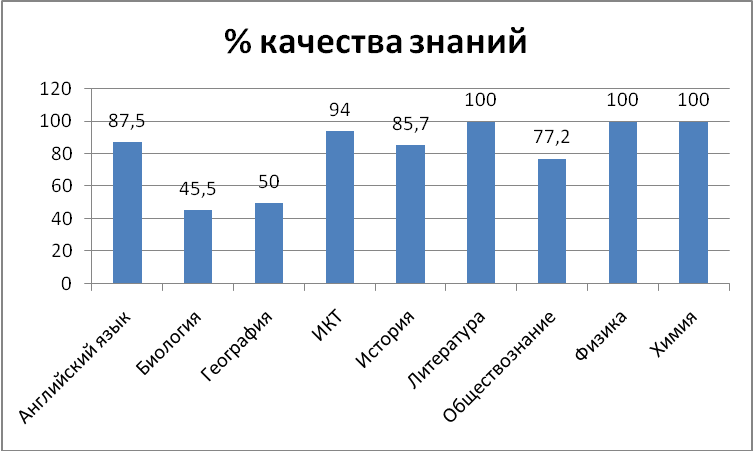 % качества знаний
120
100
80
60
40
20
0
87,5
45,5
50
94
85,7
100
77,2
100
100
Английский язык
Биология
География
ИКТ
История
Литература
Обществознание
Физика
Химия